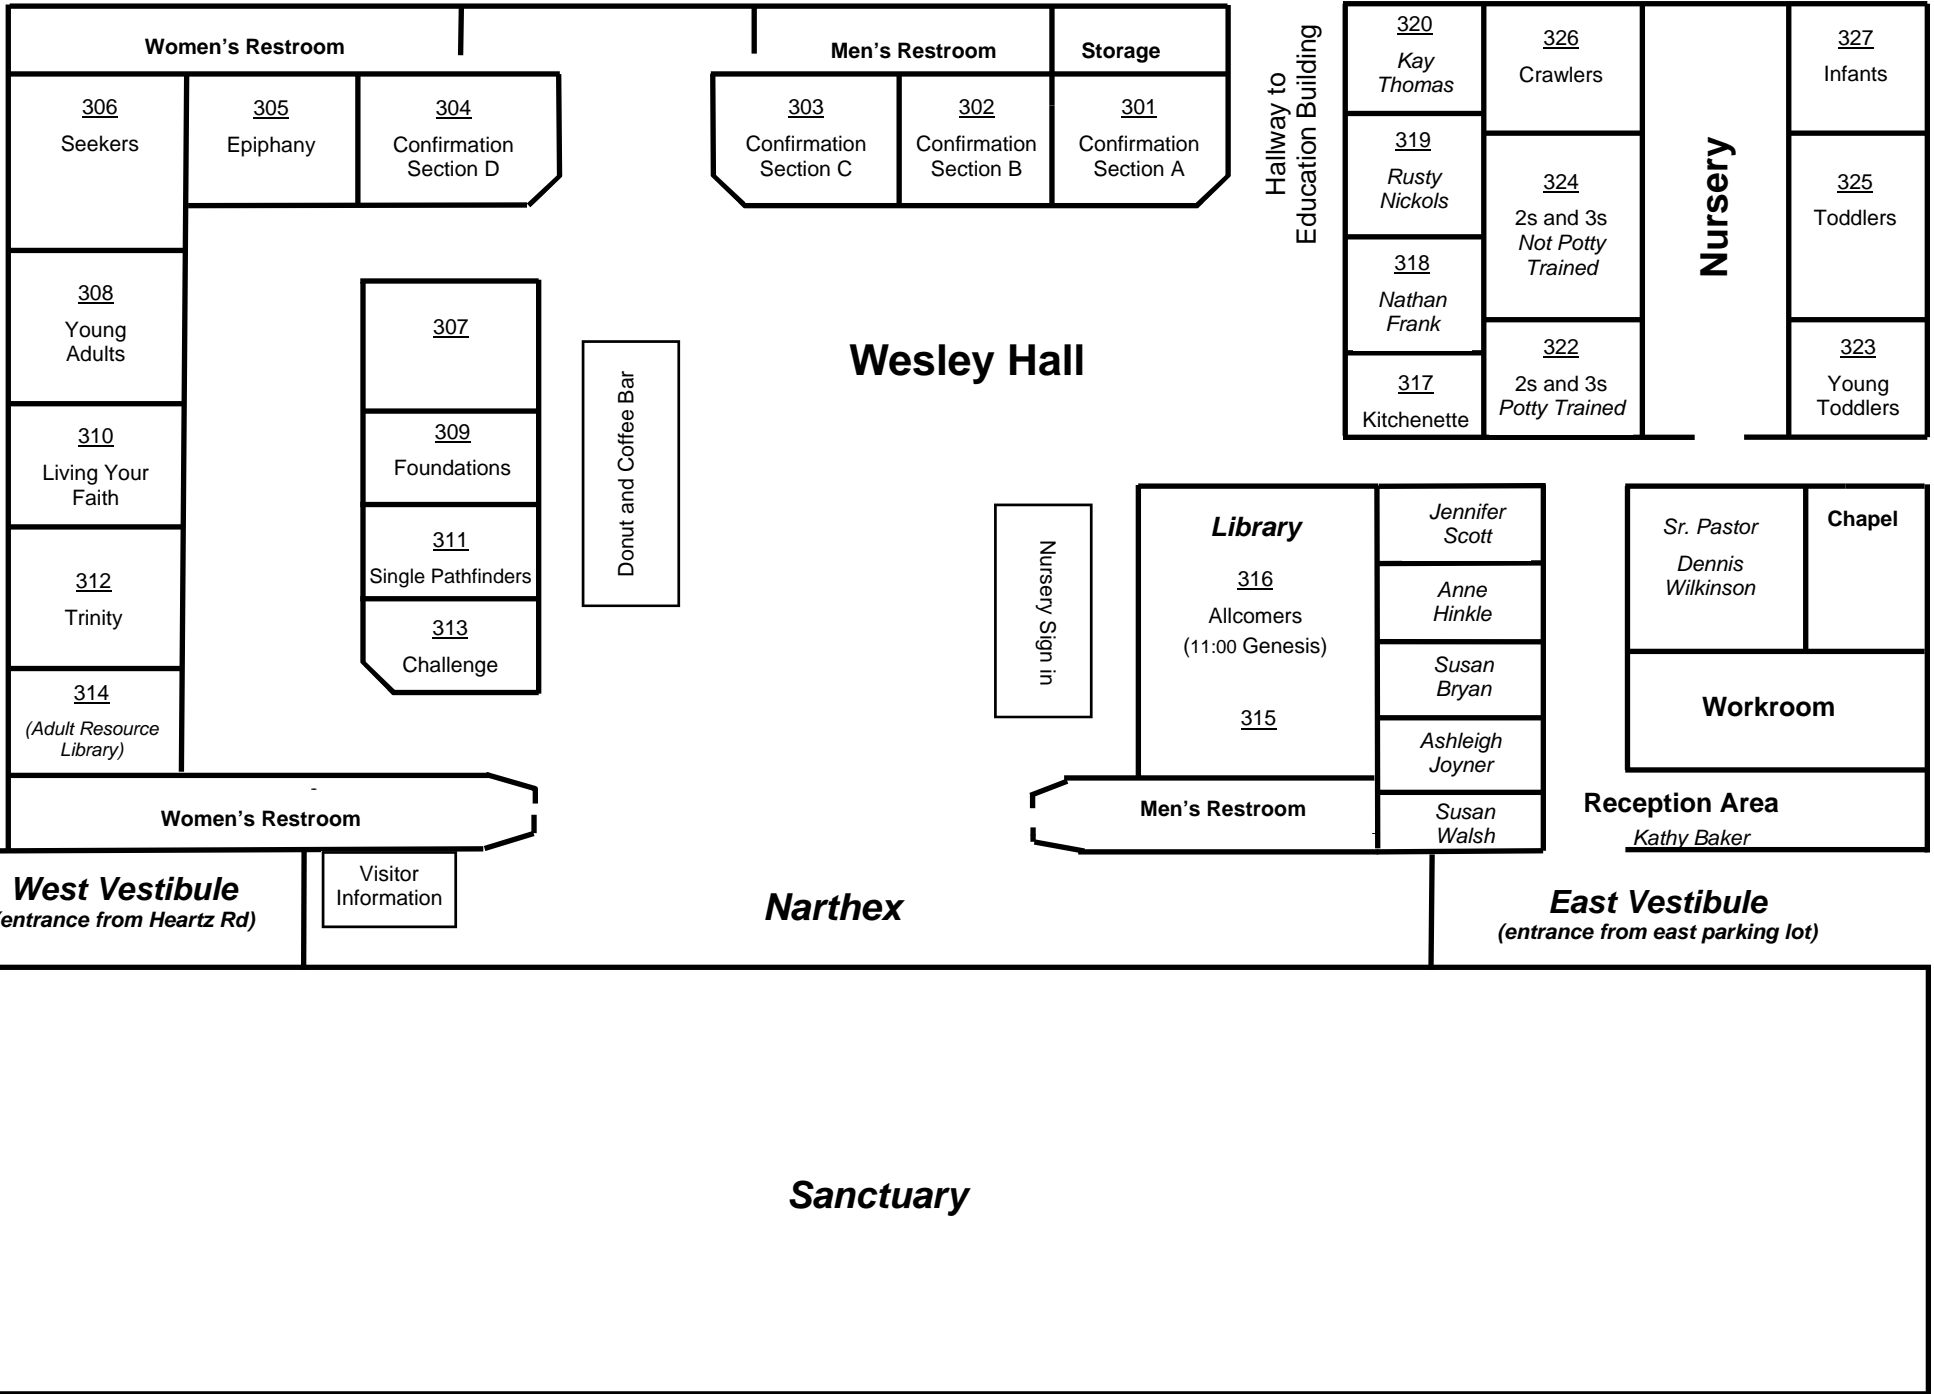 Women's Restroom
Men's Restroom
Storage
306
Seekers
305
Epiphany
304
Confirmation
Section D
303
Confirmation
Section C
302
Confirmation
Section B
301
Confirmation
Section A
Hallway to
Education Building
320
Kay
Thomas
326
Crawlers
327
Infants
319
Rusty
Nickols
324
2s and 3s
Not Potty
Trained
Nursery
325
Toddlers
318
Nathan
Frank
317
Kitchenette
322
2s and 3s
Potty Trained
323
Young
Toddlers
308
Young
Adults
307
Wesley Hall
310
Living Your
Faith
309
Foundations
Donut and Coffee Bar
312
Trinity
311
Single Pathfinders
313
Challenge
314
(Adult Resource
Library)
Nursery Sign in
Library
316
Allcomers
(11:00 Genesis)
315
Jennifer
Scott
Anne
Hinkle
Susan
Bryan
Ashleigh
Joyner
Susan
Walsh
Sr. Pastor
Dennis
Wilkinson
Chapel
Workroom
Women's Restroom
Men's Restroom
Reception Area
Kathy Baker
West Vestibule
(entrance from Heartz Rd)
Visitor
Information
Narthex
East Vestibule
(entrance from east parking lot)
Sanctuary